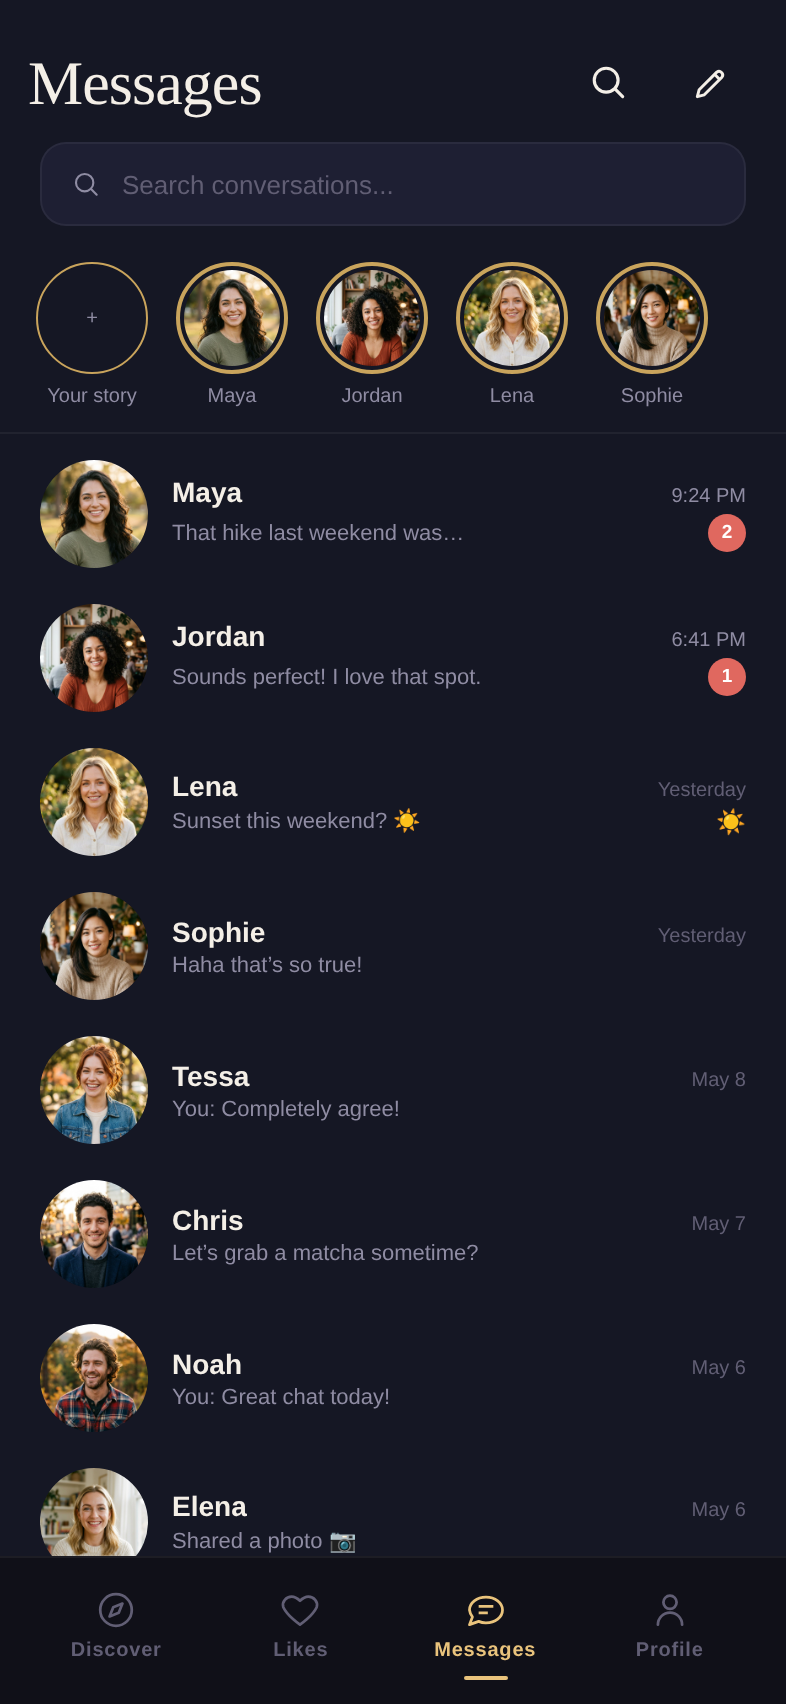 Messages
Search conversations...
+
Your story Maya Jordan Lena Sophie
Maya 9:24 PM
That hike last weekend was… 2
Jordan 6:41 PM
Sounds perfect! I love that spot. 1
Lena Yesterday
Sunset this weekend? ☀️ ☀️
Sophie Yesterday
Haha that’s so true!
Tessa May 8
You: Completely agree!
Chris May 7
Let’s grab a matcha sometime?
Noah May 6
You: Great chat today!
Elena May 6
Shared a photo 📷
Discover Likes Messages Profile